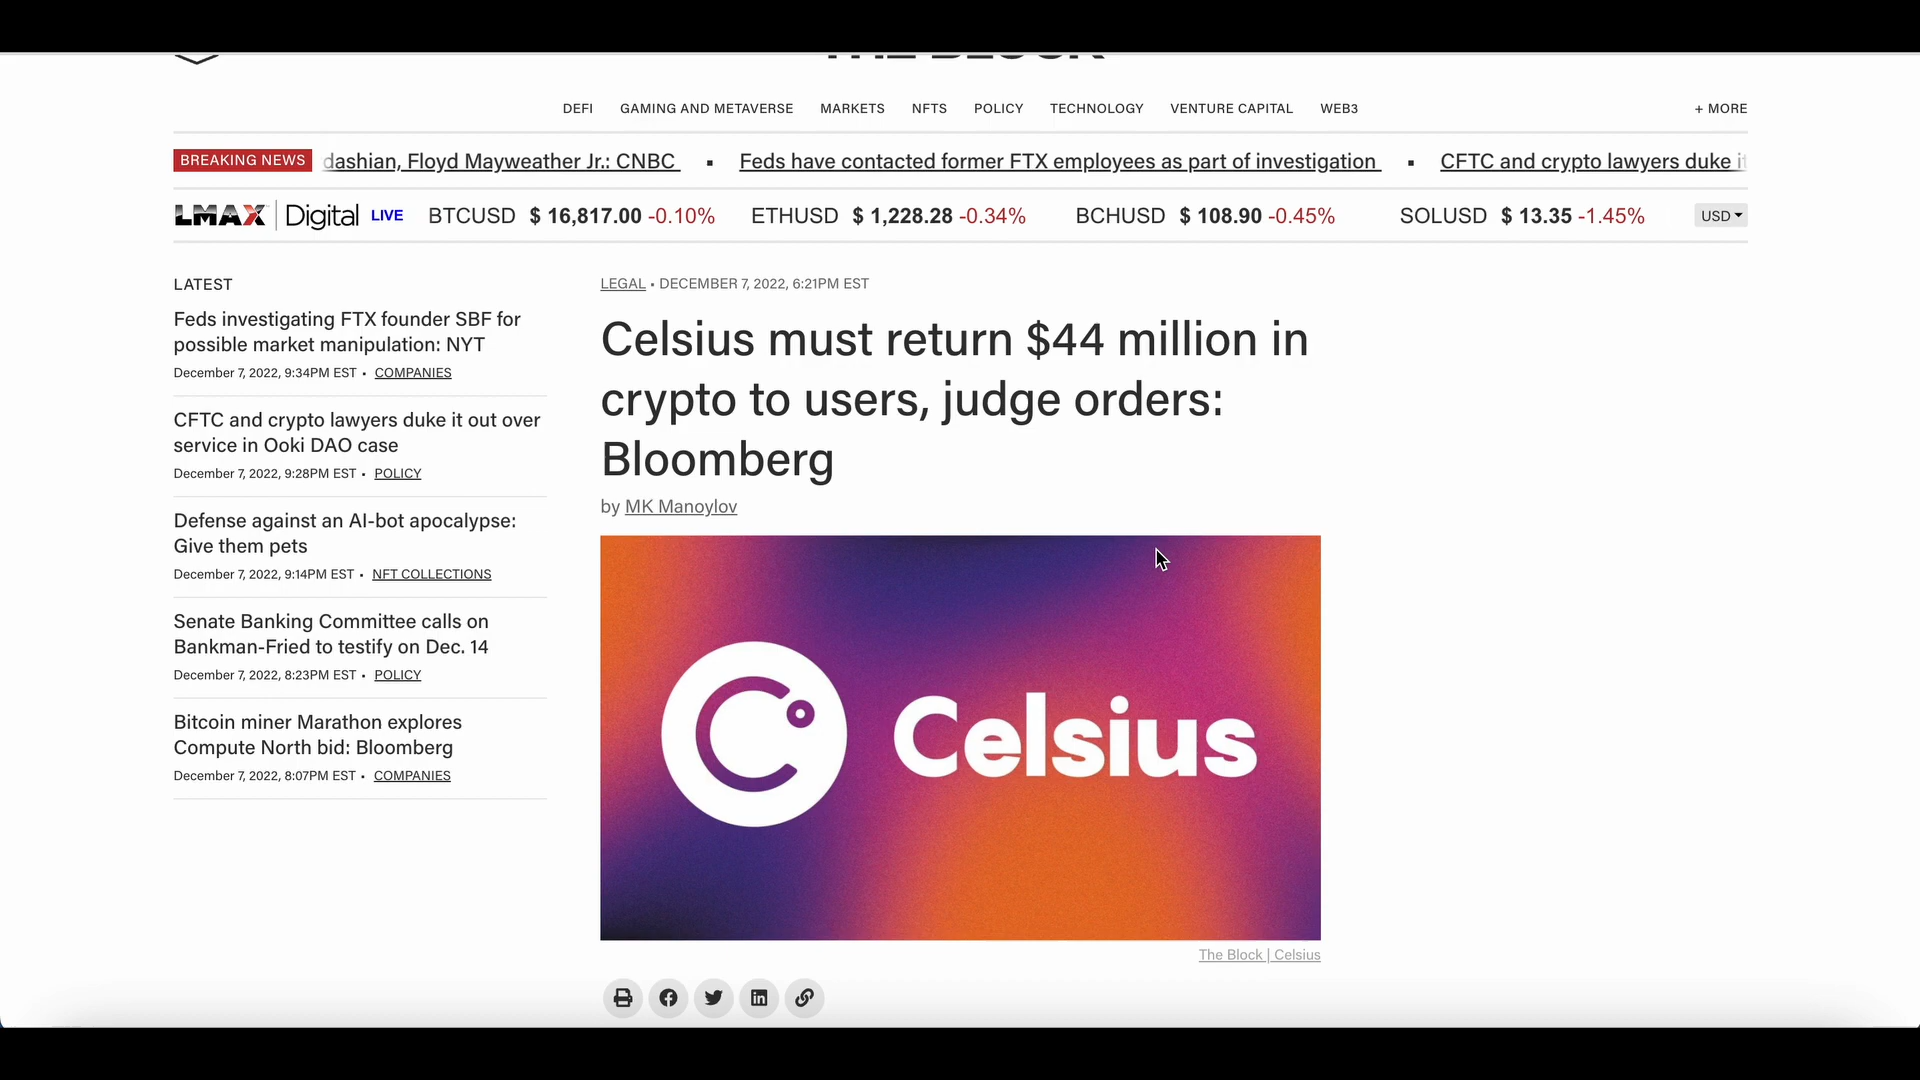 THE BLOCK
DEFI GAMING AND METAVERSE MARKETS NFTS POLICY TECHNOLOGY VENTURE CAPITAL WEB3 + MORE
BREAKING NEWS dashian, Floyd Mayweather Jr.: CNBC ▪ Feds have contacted former FTX employees as part of investigation ▪ CFTC and crypto lawyers duke it
LMAX Digital LIVE BTCUSD $ 16,817.00 -0.10% ETHUSD $ 1,228.28 -0.34% BCHUSD $ 108.90 -0.45% SOLUSD $ 13.35 -1.45% USD
LATEST
Feds investigating FTX founder SBF for
possible market manipulation: NYT
December 7, 2022, 9:34PM EST • COMPANIES
CFTC and crypto lawyers duke it out over
service in Ooki DAO case
December 7, 2022, 9:28PM EST • POLICY
Defense against an AI-bot apocalypse:
Give them pets
December 7, 2022, 9:14PM EST • NFT COLLECTIONS
Senate Banking Committee calls on
Bankman-Fried to testify on Dec. 14
December 7, 2022, 8:23PM EST • POLICY
Bitcoin miner Marathon explores
Compute North bid: Bloomberg
December 7, 2022, 8:07PM EST • COMPANIES
LEGAL • DECEMBER 7, 2022, 6:21PM EST
Celsius must return $44 million in
crypto to users, judge orders:
Bloomberg
by MK Manoylov
Celsius
The Block | Celsius